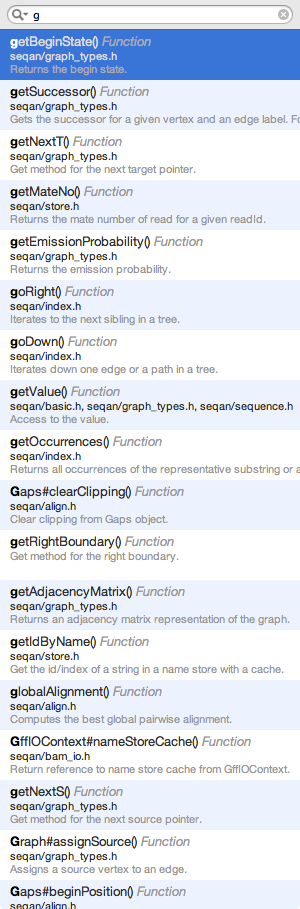 g
getBeginState() Function
seqan/graph_types.h
Returns the begin state.
getSuccessor() Function
seqan/graph_types.h
Gets the successor for a given vertex and an edge label. Fo
getNextT() Function
seqan/graph_types.h
Get method for the next target pointer.
getMateNo() Function
seqan/store.h
Returns the mate number of read for a given readId.
getEmissionProbability() Function
seqan/graph_types.h
Returns the emission probability.
goRight() Function
seqan/index.h
Iterates to the next sibling in a tree.
goDown() Function
seqan/index.h
Iterates down one edge or a path in a tree.
getValue() Function
seqan/basic.h, seqan/graph_types.h, seqan/sequence.h
Access to the value.
getOccurrences() Function
seqan/index.h
Returns all occurrences of the representative substring or a
Gaps#clearClipping() Function
seqan/align.h
Clear clipping from Gaps object.
getRightBoundary() Function
Get method for the right boundary.
getAdjacencyMatrix() Function
seqan/graph_types.h
Returns an adjacency matrix representation of the graph.
getIdByName() Function
seqan/store.h
Get the id/index of a string in a name store with a cache.
globalAlignment() Function
seqan/align.h
Computes the best global pairwise alignment.
GffIOContext#nameStoreCache() Function
seqan/bam_io.h
Return reference to name store cache from GffIOContext.
getNextS() Function
seqan/graph_types.h
Get method for the next source pointer.
Graph#assignSource() Function
seqan/graph_types.h
Assigns a source vertex to an edge.
Gaps#beginPosition() Function
seqan/align.h